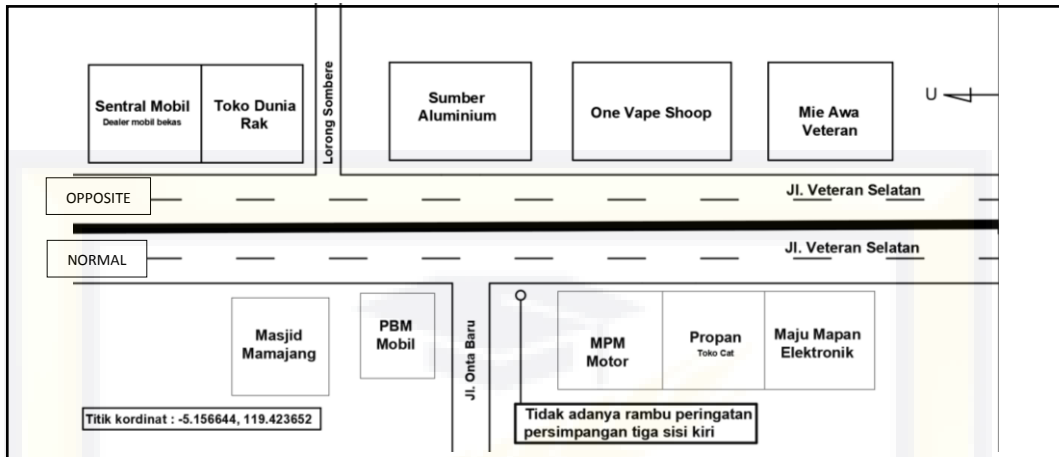 Sentral Mobil
Dealer mobil bekas
Toko Dunia
Rak
Lorong Sombere
Sumber
Aluminium
One Vape Shoop
Mie Awa
Veteran
U
OPPOSITE
Jl. Veteran Selatan
NORMAL
Jl. Veteran Selatan
Masjid
Mamajang
PBM
Mobil
Jl. Onta Baru
MPM
Motor
Propan
Toko Cat
Maju Mapan
Elektronik
Titik kordinat : -5.156644, 119.423652
Tidak adanya rambu peringatan
persimpangan tiga sisi kiri